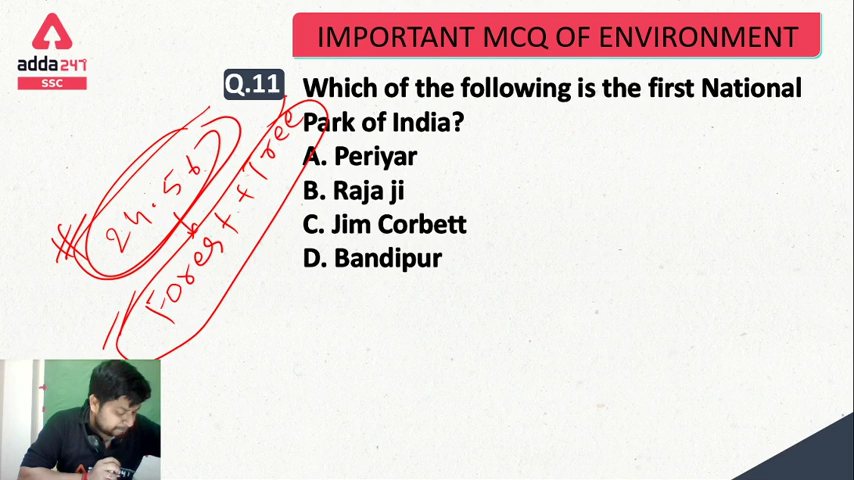 IMPORTANT MCQ OF ENVIRONMENT
adda247
SSC
Q.11 Which of the following is the first National
Park of India?
A. Periyar
B. Raja ji
C. Jim Corbett
D. Bandipur
24.56
Forest + Tree